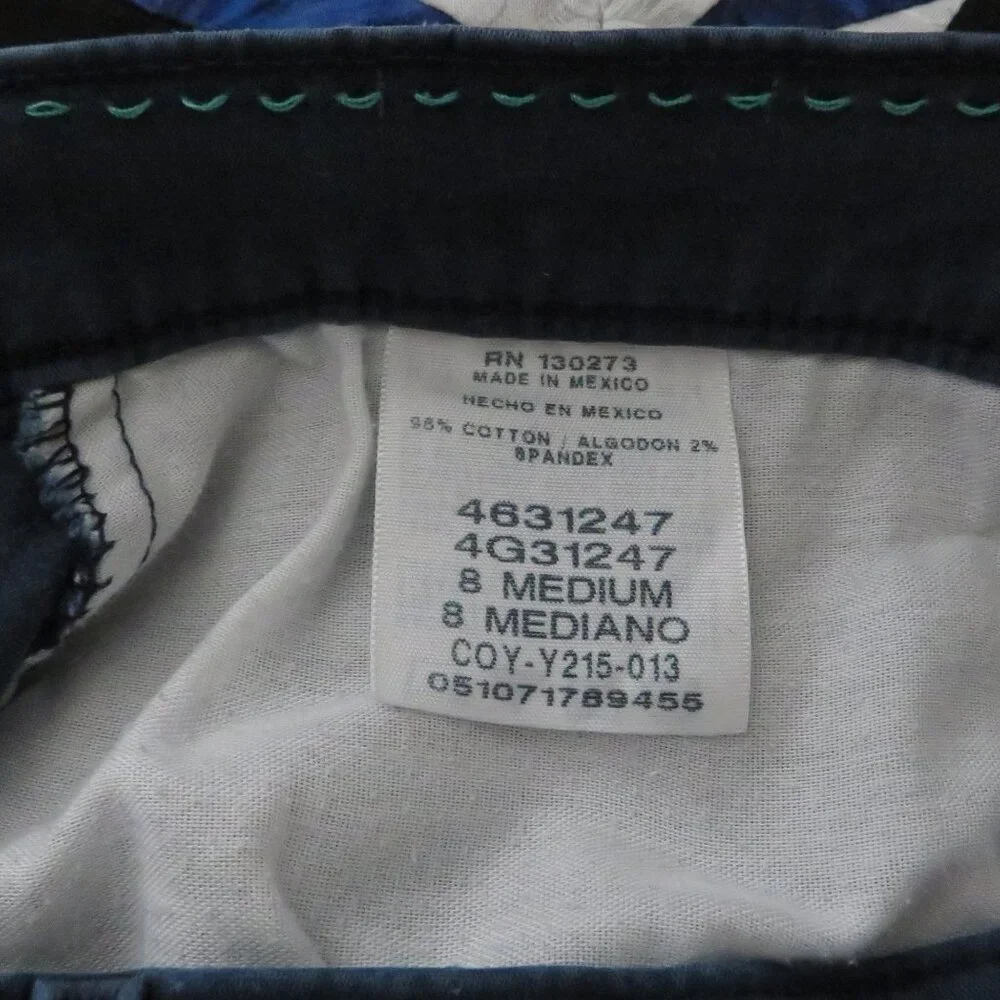 RN 130273
MADE IN MEXICO
HECHO EN MEXICO
98% COTTON / ALGODON 2%
SPANDEX
4631247
4G31247
8 MEDIUM
8 MEDIANO
COY-Y215-013
051071789455